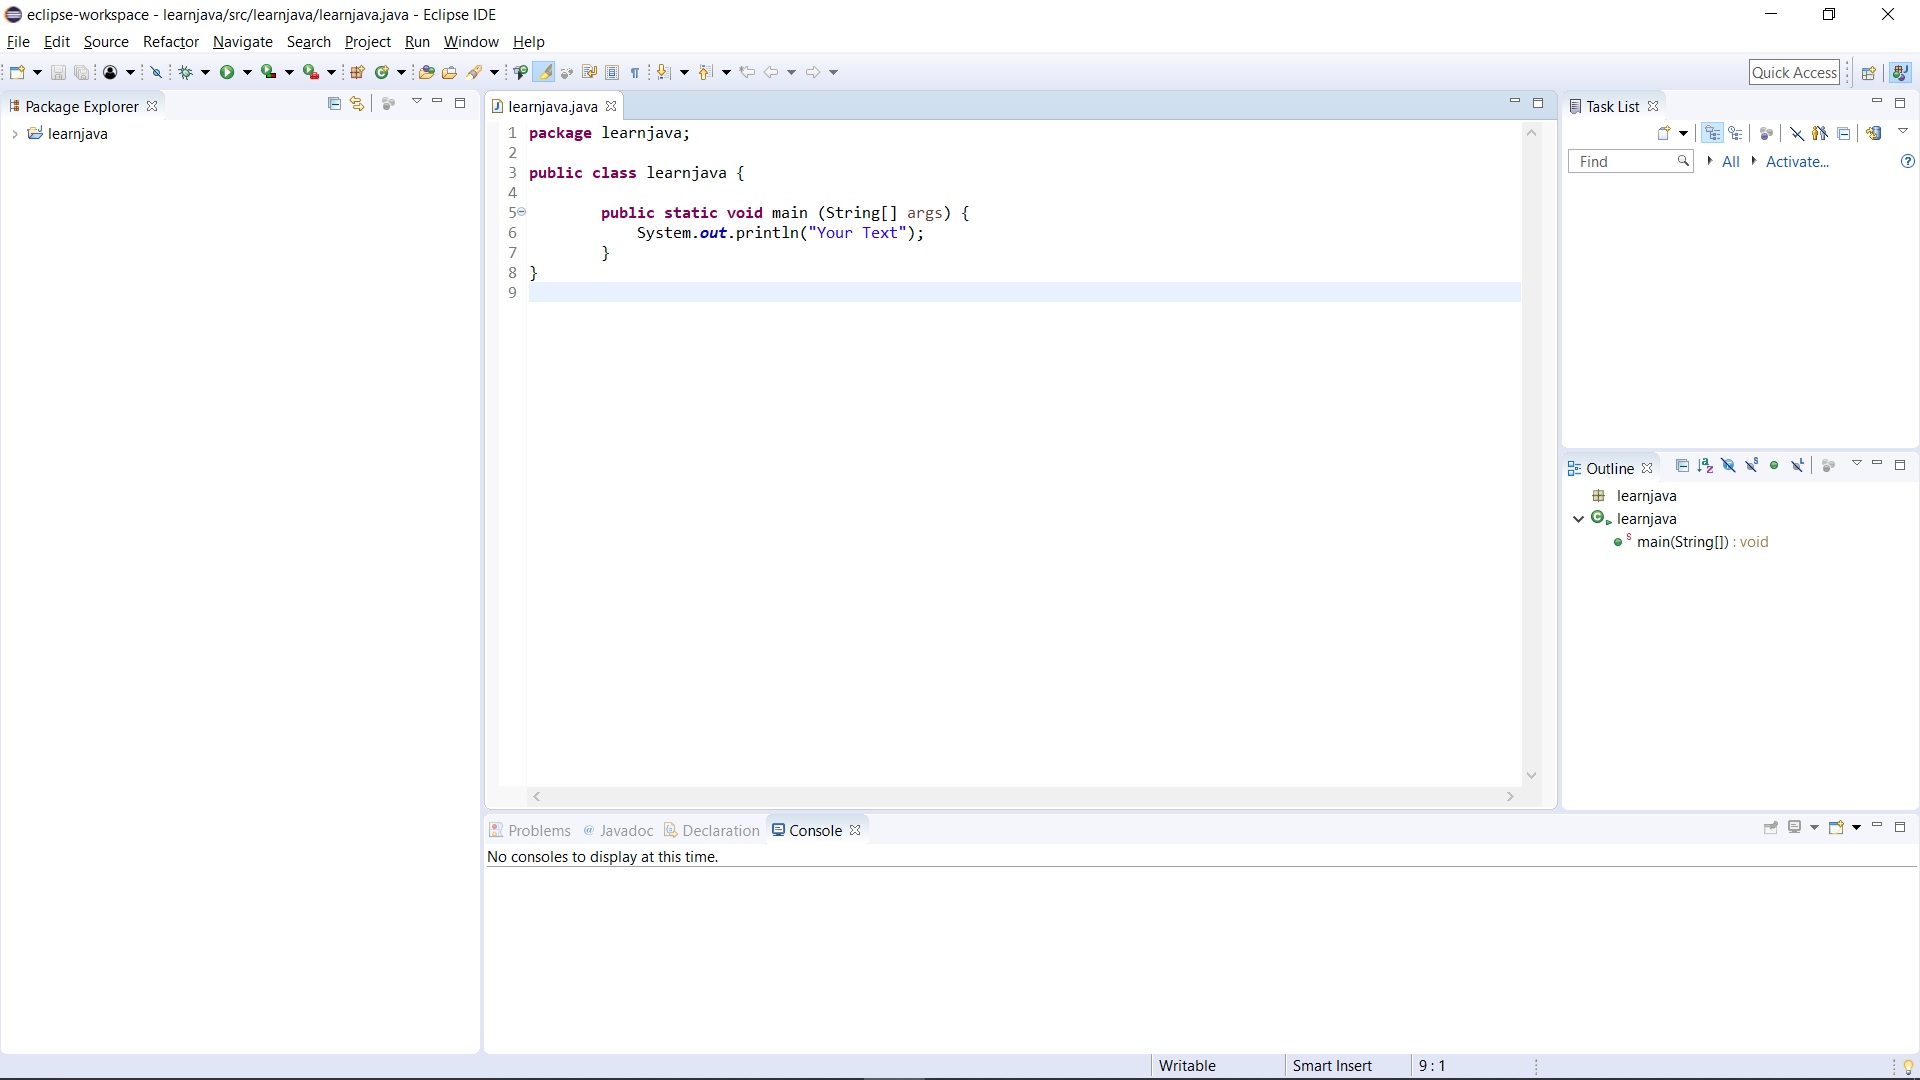 eclipse-workspace - learnjava/src/learnjava/learnjava.java - Eclipse IDE
File Edit Source Refactor Navigate Search Project Run Window Help
Quick Access
Package Explorer
learnjava
learnjava.java
1 package learnjava;
2
3 public class learnjava {
4
5 public static void main (String[] args) {
6 System.out.println("Your Text");
7 }
8 }
9
Task List
Find All Activate...
Outline
learnjava
learnjava
main(String[]) : void
Problems @ Javadoc Declaration Console
No consoles to display at this time.
Writable Smart Insert 9 : 1